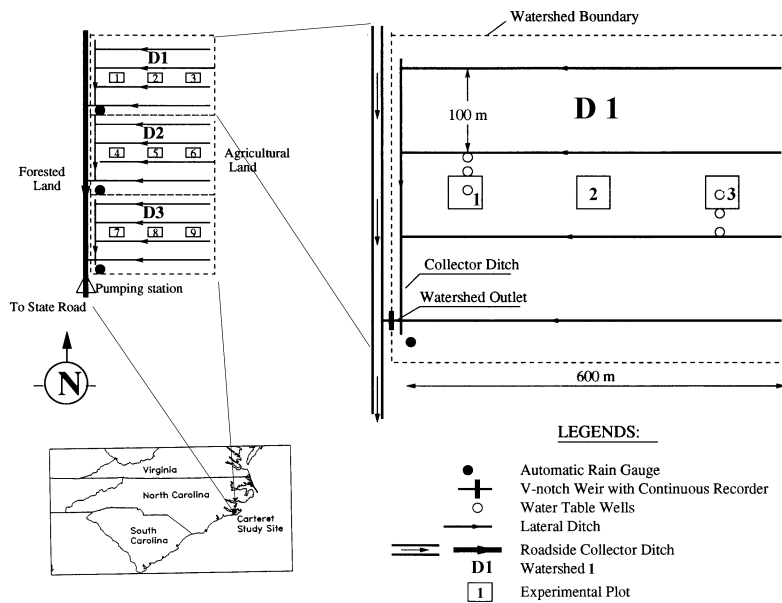 Watershed Boundary
D1
1 2 3
D2
4 5 6
D3
7 8 9
Forested
Land
Agricultural
Land
Pumping station
To State Road
N
D 1
100 m
1
2
3
Collector Ditch
Watershed Outlet
600 m
Virginia
North Carolina
South
Carolina
Carteret
Study Site
LEGENDS:
Automatic Rain Gauge
V-notch Weir with Continuous Recorder
Water Table Wells
Lateral Ditch
Roadside Collector Ditch
D1 Watershed 1
1 Experimental Plot